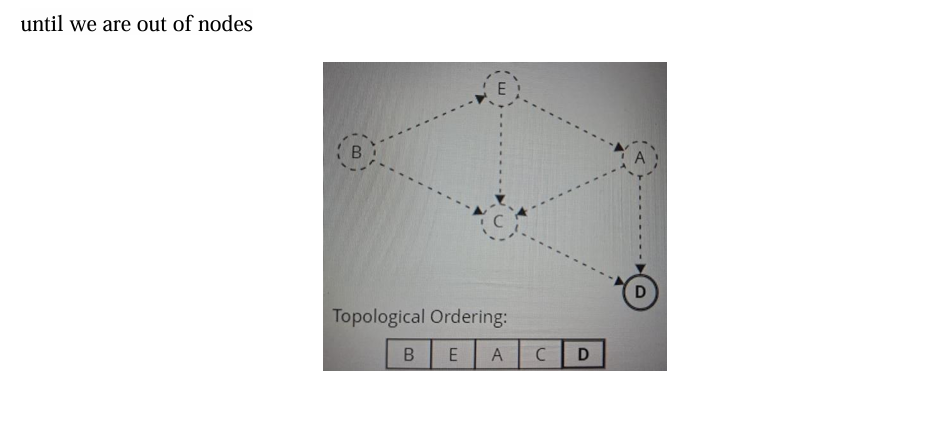 until we are out of nodes
E
B
A
C
D
Topological Ordering:
B E A C D